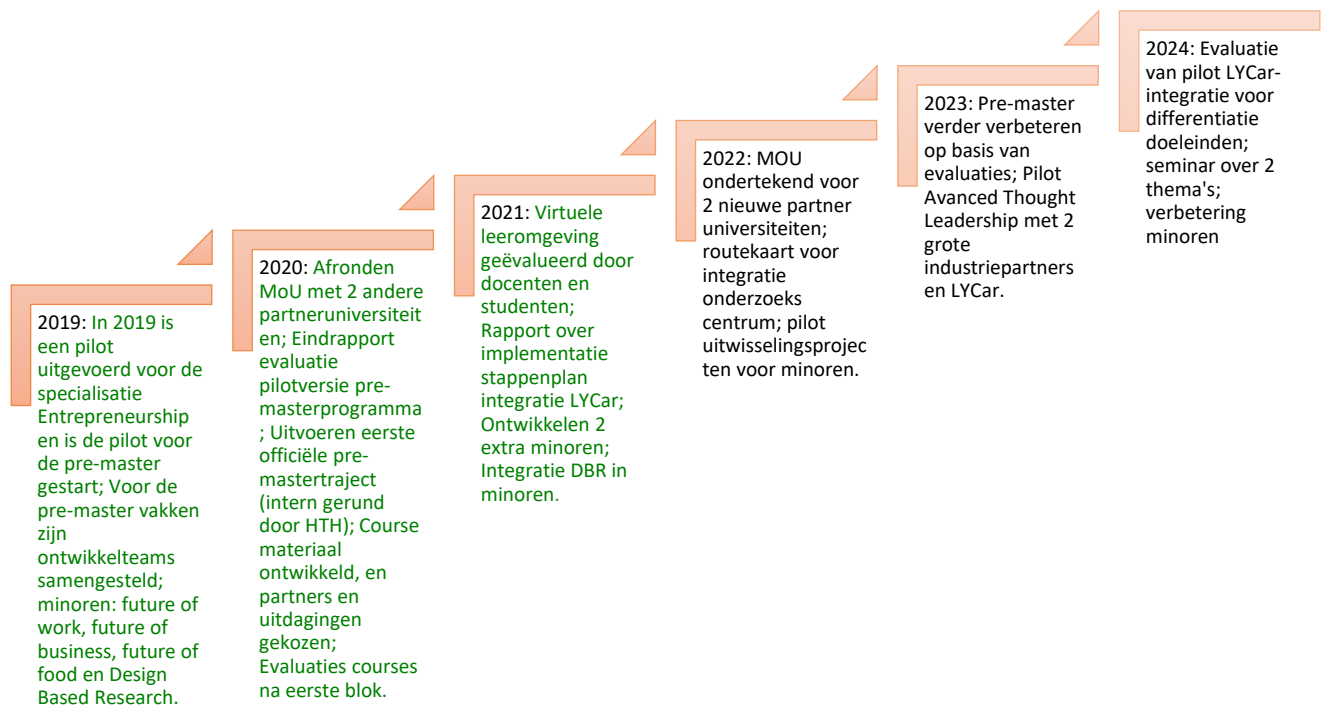 2019: In 2019 is
een pilot
uitgevoerd voor de
specialisatie
Entrepreneurship
en is de pilot voor
de pre-master
gestart; Voor de
pre-master vakken
zijn
ontwikkelteams
samengesteld;
minoren: future of
work, future of
business, future of
food en Design
Based Research.
2020: Afronden
MoU met 2 andere
partneruniversiteit
en; Eindrapport
evaluatie
pilotversie pre-
masterprogramma
; Uitvoeren eerste
officiële pre-
mastertraject
(intern gerund
door HTH); Course
materiaal
ontwikkeld, en
partners en
uitdagingen
gekozen;
Evaluaties courses
na eerste blok.
2021: Virtuele
leeromgeving
geëvalueerd door
docenten en
studenten;
Rapport over
implementatie
stappenplan
integratie LYCar;
Ontwikkelen 2
extra minoren;
Integratie DBR in
minoren.
2022: MOU
ondertekend voor
2 nieuwe partner
universiteiten;
routekaart voor
integratie
onderzoeks
centrum; pilot
uitwisselingsprojec
ten voor minoren.
2023: Pre-master
verder verbeteren
op basis van
evaluaties; Pilot
Avanced Thought
Leadership met 2
grote
industriepartners
en LYCar.
2024: Evaluatie
van pilot LYCar-
integratie voor
differentiatie
doeleinden;
seminar over 2
thema's;
verbetering
minoren